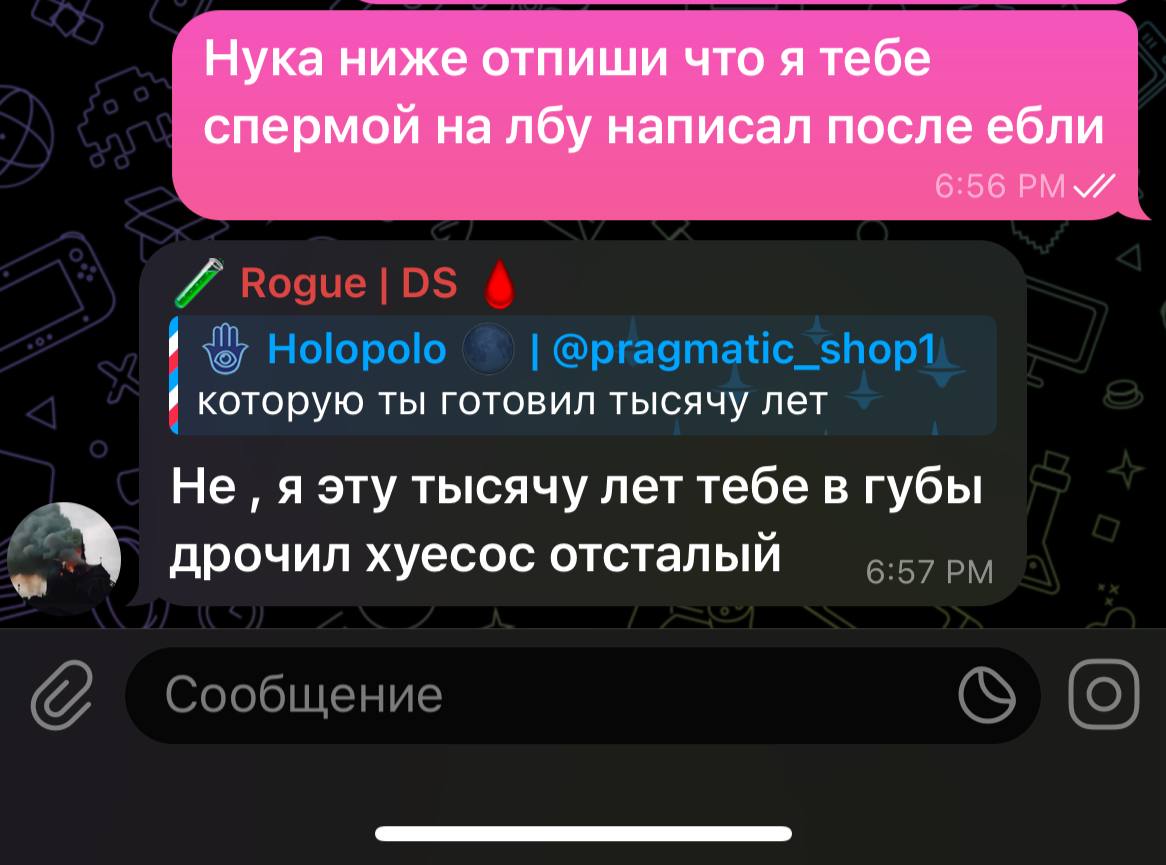 Нука ниже отпиши что я тебе
спермой на лбу написал после ебли
6:56 PM
Rogue | DS
Holopolo | @pragmatic_shop1
которую ты готовил тысячу лет
Не , я эту тысячу лет тебе в губы
дрочил хуесос отсталый
6:57 PM
Сообщение